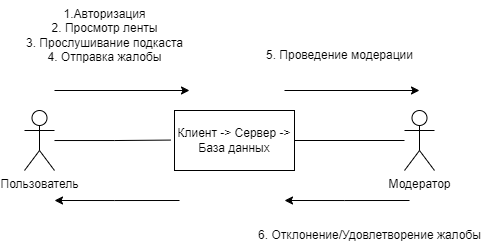 1.Авторизация
2. Просмотр ленты
3. Прослушивание подкаста
4. Отправка жалобы
5. Проведение модерации
Клиент -> Сервер ->
База данных
Пользователь
Модератор
6. Отклонение/Удовлетворение жалобы